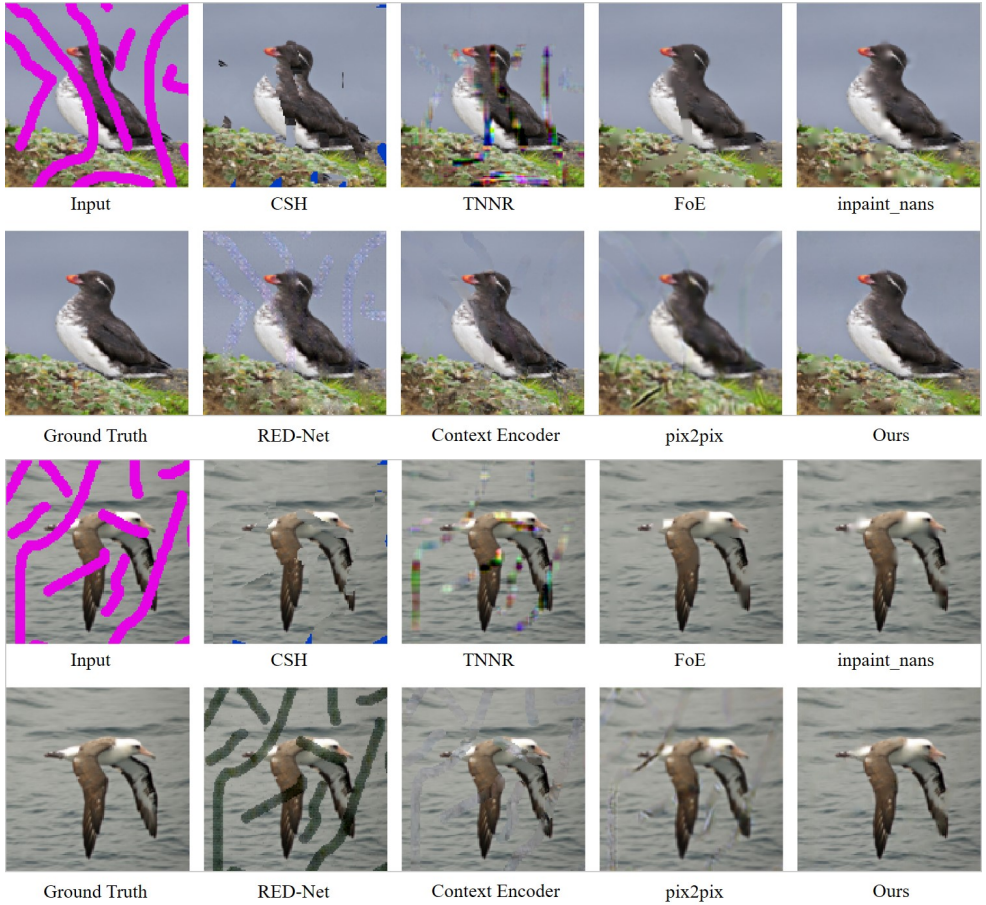 Input CSH TNNR FoE inpaint_nans
Ground Truth RED-Net Context Encoder pix2pix Ours
Input CSH TNNR FoE inpaint_nans
Ground Truth RED-Net Context Encoder pix2pix Ours